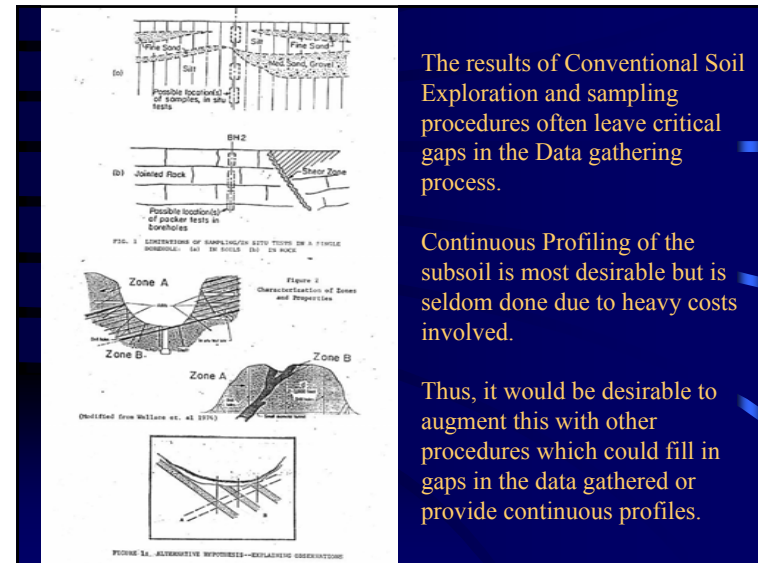 Fine Sand
Silt
Fine Sand
Med. Sand, Gravel
Silt
(a)
Possible location(s)
of samples, in situ
tests
BH2
(b) Jointed Rock
Shear Zone
Possible location(s)
of packer tests in
boreholes
FIG. 1 LIMITATIONS OF SAMPLING/IN SITU TESTS IN A SINGLE
BOREHOLE: (a) IN SOILS (b) IN ROCK
Zone A
Figure 2
Characterization of Zones
and Properties
Zone B
Zone B
Zone A
(Modified from Wallace et. al 1976)
A
B
FIGURE 1a. ALTERNATIVE HYPOTHESIS--EXPLAINING OBSERVATIONS
The results of Conventional Soil
Exploration and sampling
procedures often leave critical
gaps in the Data gathering
process.
Continuous Profiling of the
subsoil is most desirable but is
seldom done due to heavy costs
involved.
Thus, it would be desirable to
augment this with other
procedures which could fill in
gaps in the data gathered or
provide continuous profiles.